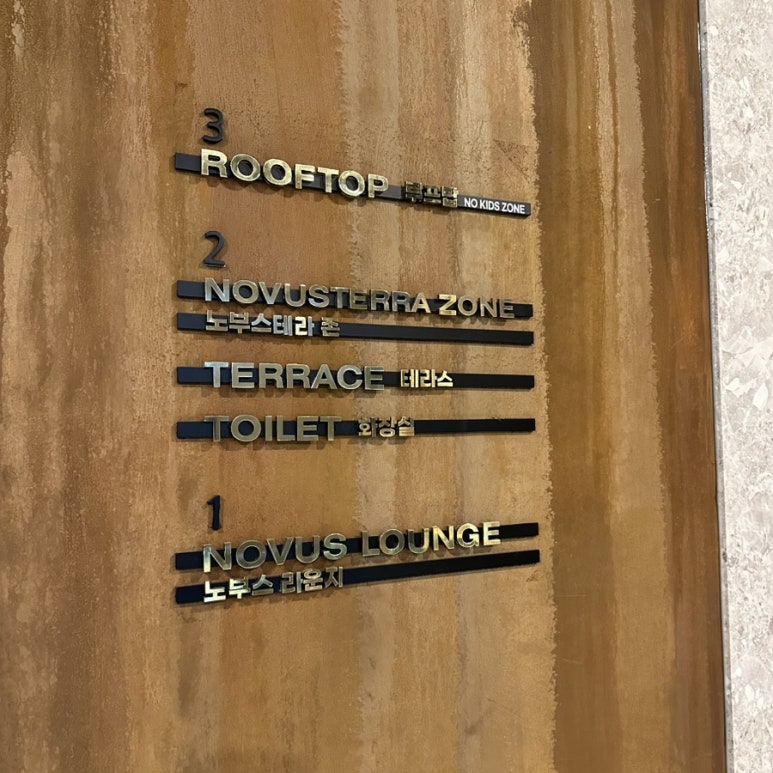 3
ROOFTOP 루프탑 NO KIDS ZONE
2
NOVUSTERRA ZONE
노부스테라 존
TERRACE 테라스
TOILET 화장실
1
NOVUS LOUNGE
노부스 라운지